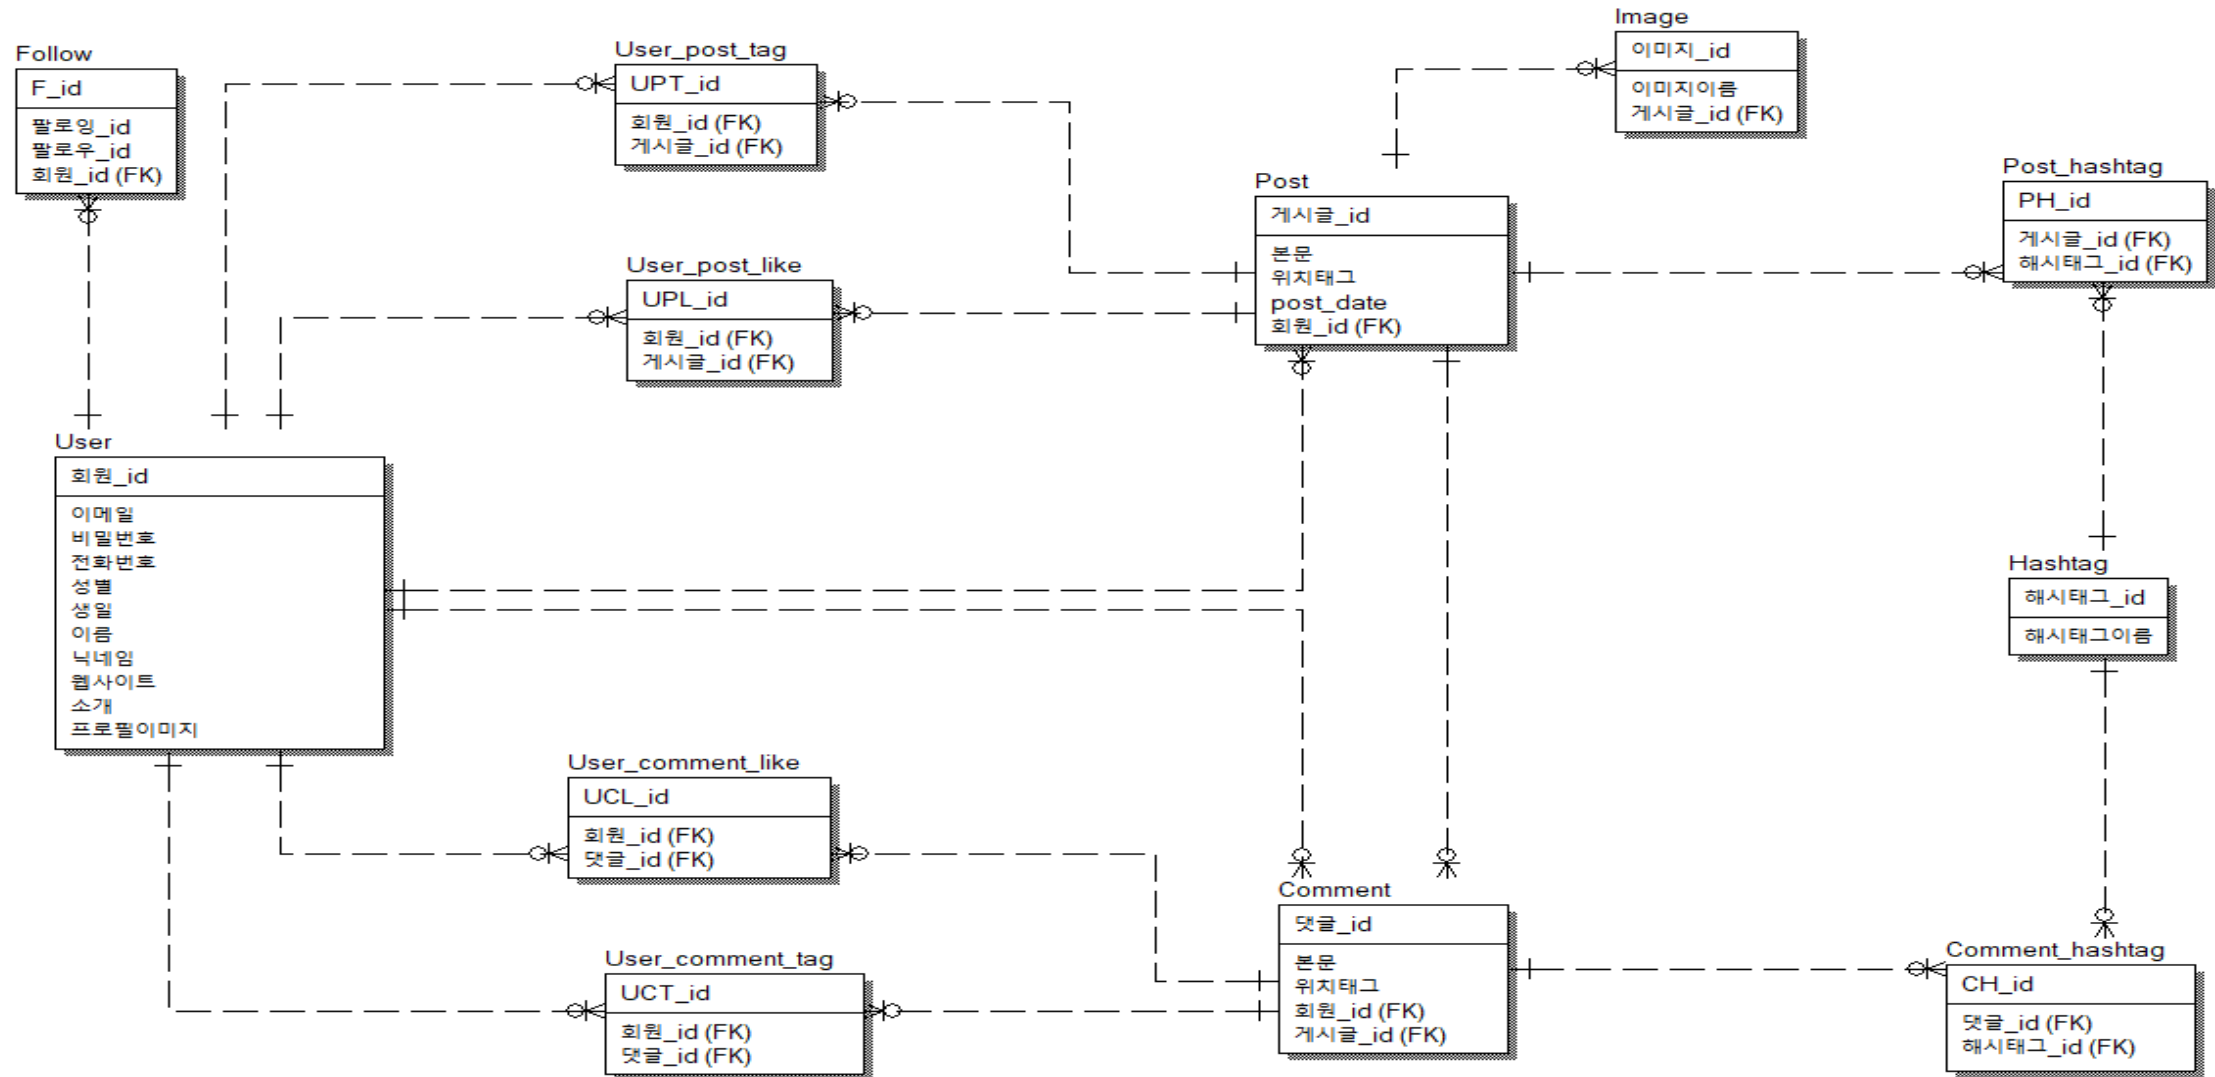 Follow
F_id
팔로잉_id
팔로우_id
회원_id (FK)
User_post_tag
UPT_id
회원_id (FK)
게시글_id (FK)
Image
이미지_id
이미지이름
게시글_id (FK)
Post
게시글_id
본문
위치태그
post_date
회원_id (FK)
Post_hashtag
PH_id
게시글_id (FK)
해시태그_id (FK)
User_post_like
UPL_id
회원_id (FK)
게시글_id (FK)
User
회원_id
이메일
비밀번호
전화번호
성별
생일
이름
닉네임
웹사이트
소개
프로필이미지
Hashtag
해시태그_id
해시태그이름
User_comment_like
UCL_id
회원_id (FK)
댓글_id (FK)
Comment
댓글_id
본문
위치태그
회원_id (FK)
게시글_id (FK)
User_comment_tag
UCT_id
회원_id (FK)
댓글_id (FK)
Comment_hashtag
CH_id
댓글_id (FK)
해시태그_id (FK)